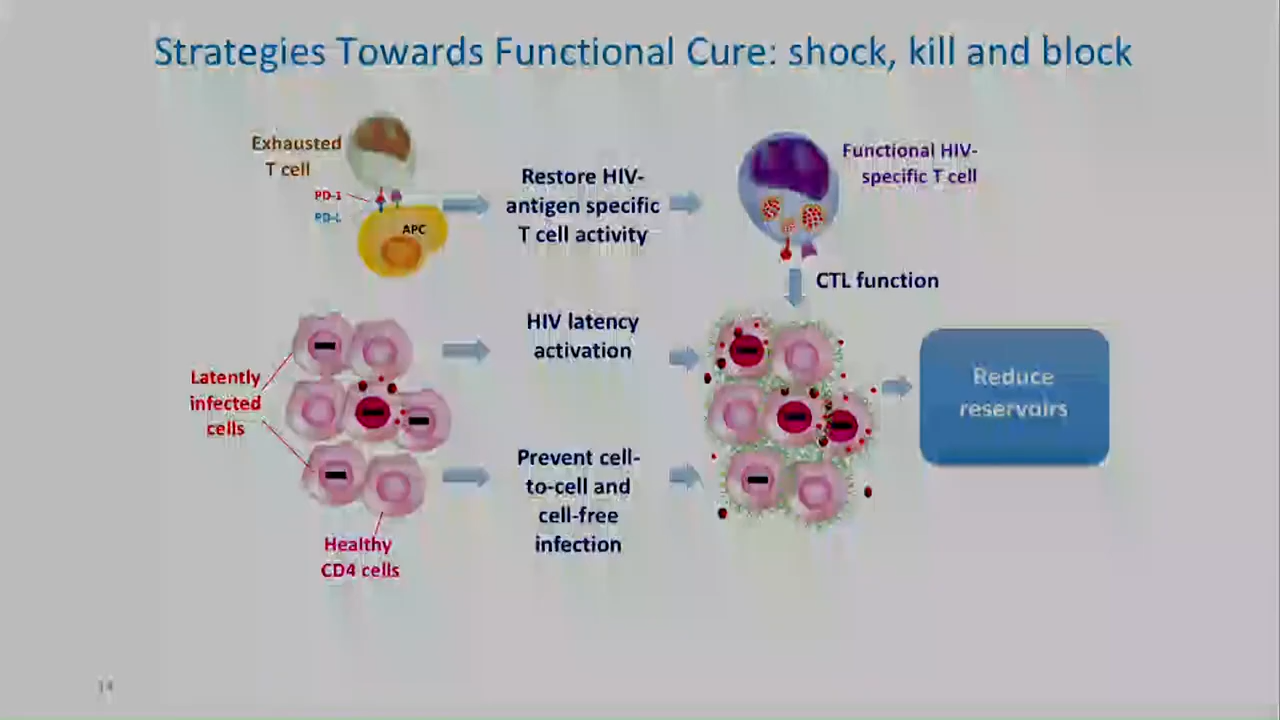 Strategies Towards Functional Cure: shock, kill and block
Exhausted
T cell
PD-1
PD-L
APC
Restore HIV-
antigen specific
T cell activity
Functional HIV-
specific T cell
CTL function
HIV latency
activation
Latently
infected
cells
Reduce
reservoirs
Prevent cell-
to-cell and
cell-free
infection
Healthy
CD4 cells
14